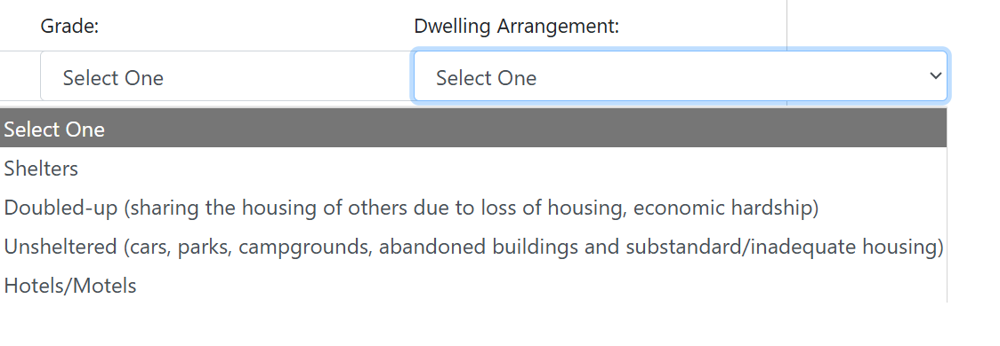 Grade:
Dwelling Arrangement:
Select One
Select One
Select One
Shelters
Doubled-up (sharing the housing of others due to loss of housing, economic hardship)
Unsheltered (cars, parks, campgrounds, abandoned buildings and substandard/inadequate housing)
Hotels/Motels